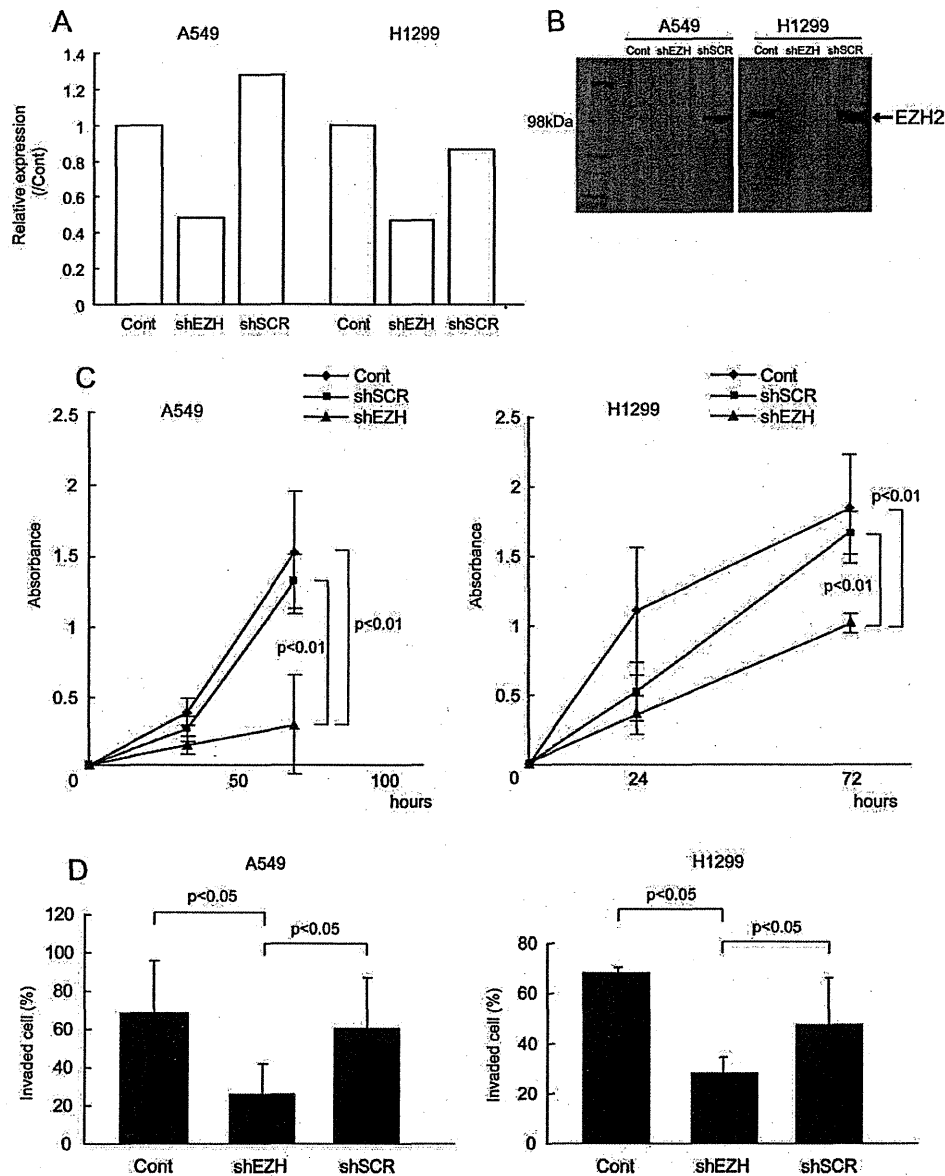 A
A549
H1299
Relative expression
(/Cont)
1.4
1.2
1
0.8
0.6
0.4
0.2
0
Cont
shEZH
shSCR
Cont
shEZH
shSCR
B
A549
H1299
Cont shEZH shSCR
Cont shEZH shSCR
98kDa
EZH2
C
A549
Cont
shSCR
shEZH
Absorbance
2.5
2
1.5
1
0.5
0
50
100
hours
p<0.01
p<0.01
H1299
Cont
shSCR
shEZH
Absorbance
2.5
2
1.5
1
0.5
0
24
72
hours
p<0.01
p<0.01
D
A549
p<0.05
p<0.05
Invaded cell (%)
120
100
80
60
40
20
0
Cont
shEZH
shSCR
H1299
p<0.05
p<0.05
Invaded cell (%)
80
60
40
20
0
Cont
shEZH
shSCR